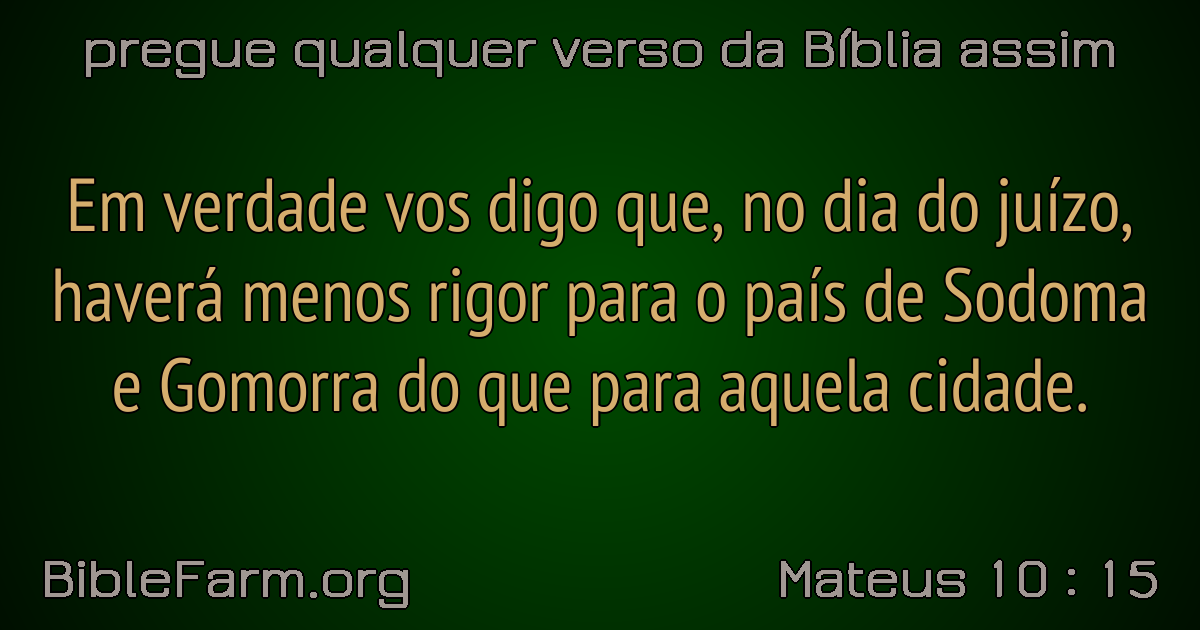 pregue qualquer verso da Bíblia assim
Em verdade vos digo que, no dia do juízo,
haverá menos rigor para o país de Sodoma
e Gomorra do que para aquela cidade.
BibleFarm.org
Mateus 10 : 15